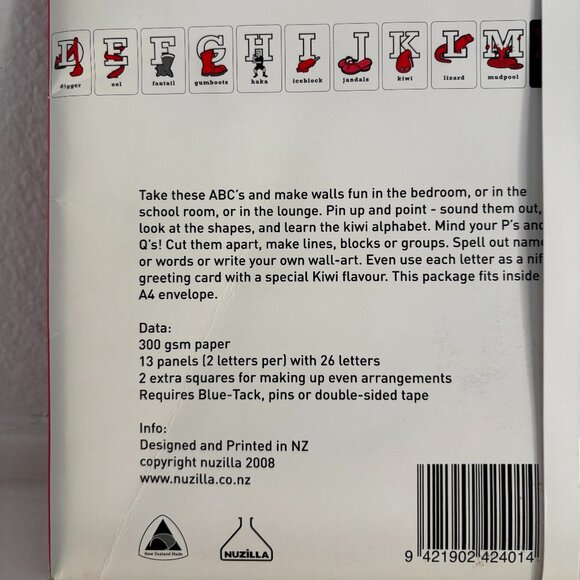 D E F G H I J K L M
digger eel fantail gumboots haka iceblock jandals kiwi lizard mudpool
Take these ABC's and make walls fun in the bedroom, or in the
school room, or in the lounge. Pin up and point - sound them out,
look at the shapes, and learn the kiwi alphabet. Mind your P's and
Q's! Cut them apart, make lines, blocks or groups. Spell out name
or words or write your own wall-art. Even use each letter as a nif
greeting card with a special Kiwi flavour. This package fits inside
A4 envelope.
Data:
300 gsm paper
13 panels (2 letters per) with 26 letters
2 extra squares for making up even arrangements
Requires Blue-Tack, pins or double-sided tape
Info:
Designed and Printed in NZ
copyright nuzilla 2008
www.nuzilla.co.nz
New Zealand Made
NUZILLA
9 421902 424014